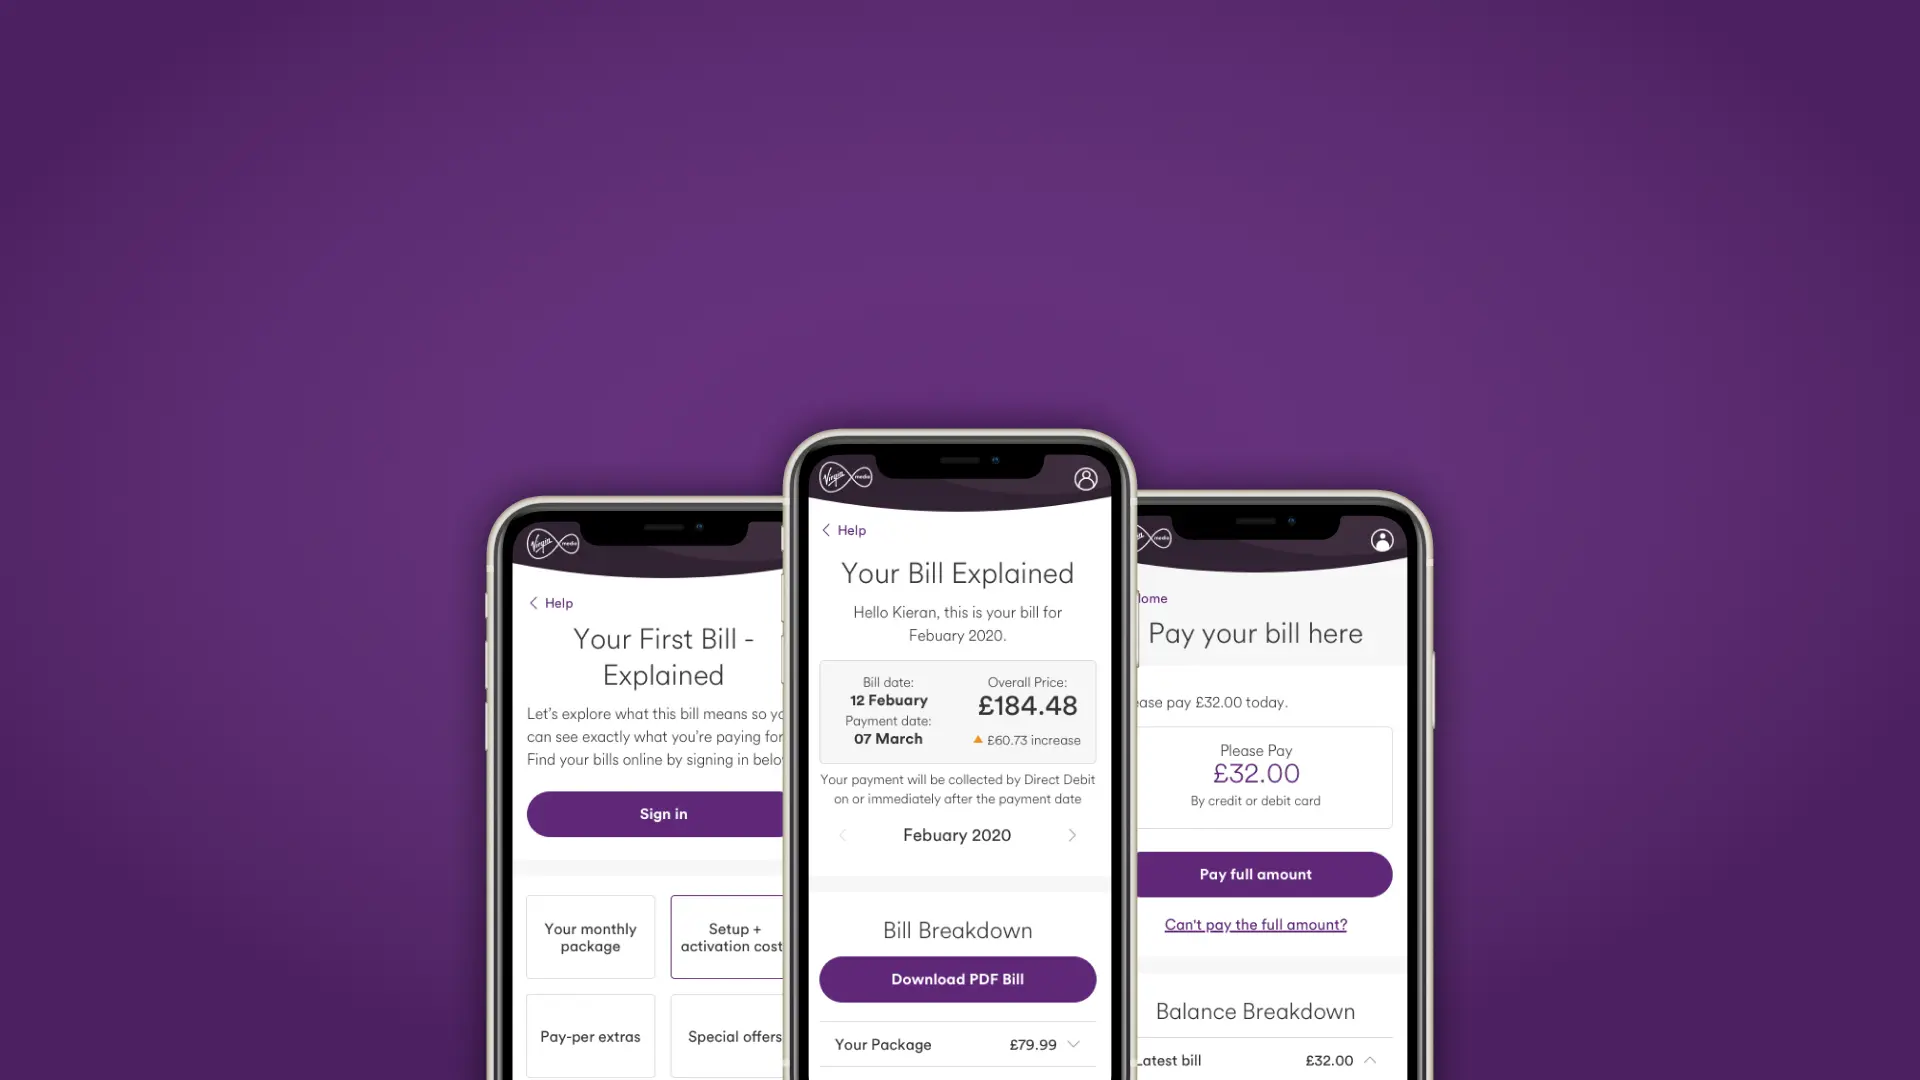 Virgin media
Help
Your First Bill -
Explained
Let's explore what this bill means so
can see exactly what you're paying for
Find your bills online by signing in
Sign in
Your monthly
package
Setup +
activation cost
Pay-per extras
Special offers
Virgin media
Help
Your Bill Explained
Hello Kieran, this is your bill for
Febuary 2020.
Bill date:
12 Febuary
Payment date:
07 March
Overall Price:
£184.48
£60.73 increase
Your payment will be collected by Direct Debit
on or immediately after the payment date
Febuary 2020
Bill Breakdown
Download PDF Bill
Your Package £79.99
media
Pay your bill here
pay £32.00 today.
Please Pay
£32.00
By credit or debit card
Pay full amount
Can't pay the full amount?
Balance Breakdown
Latest bill £32.00